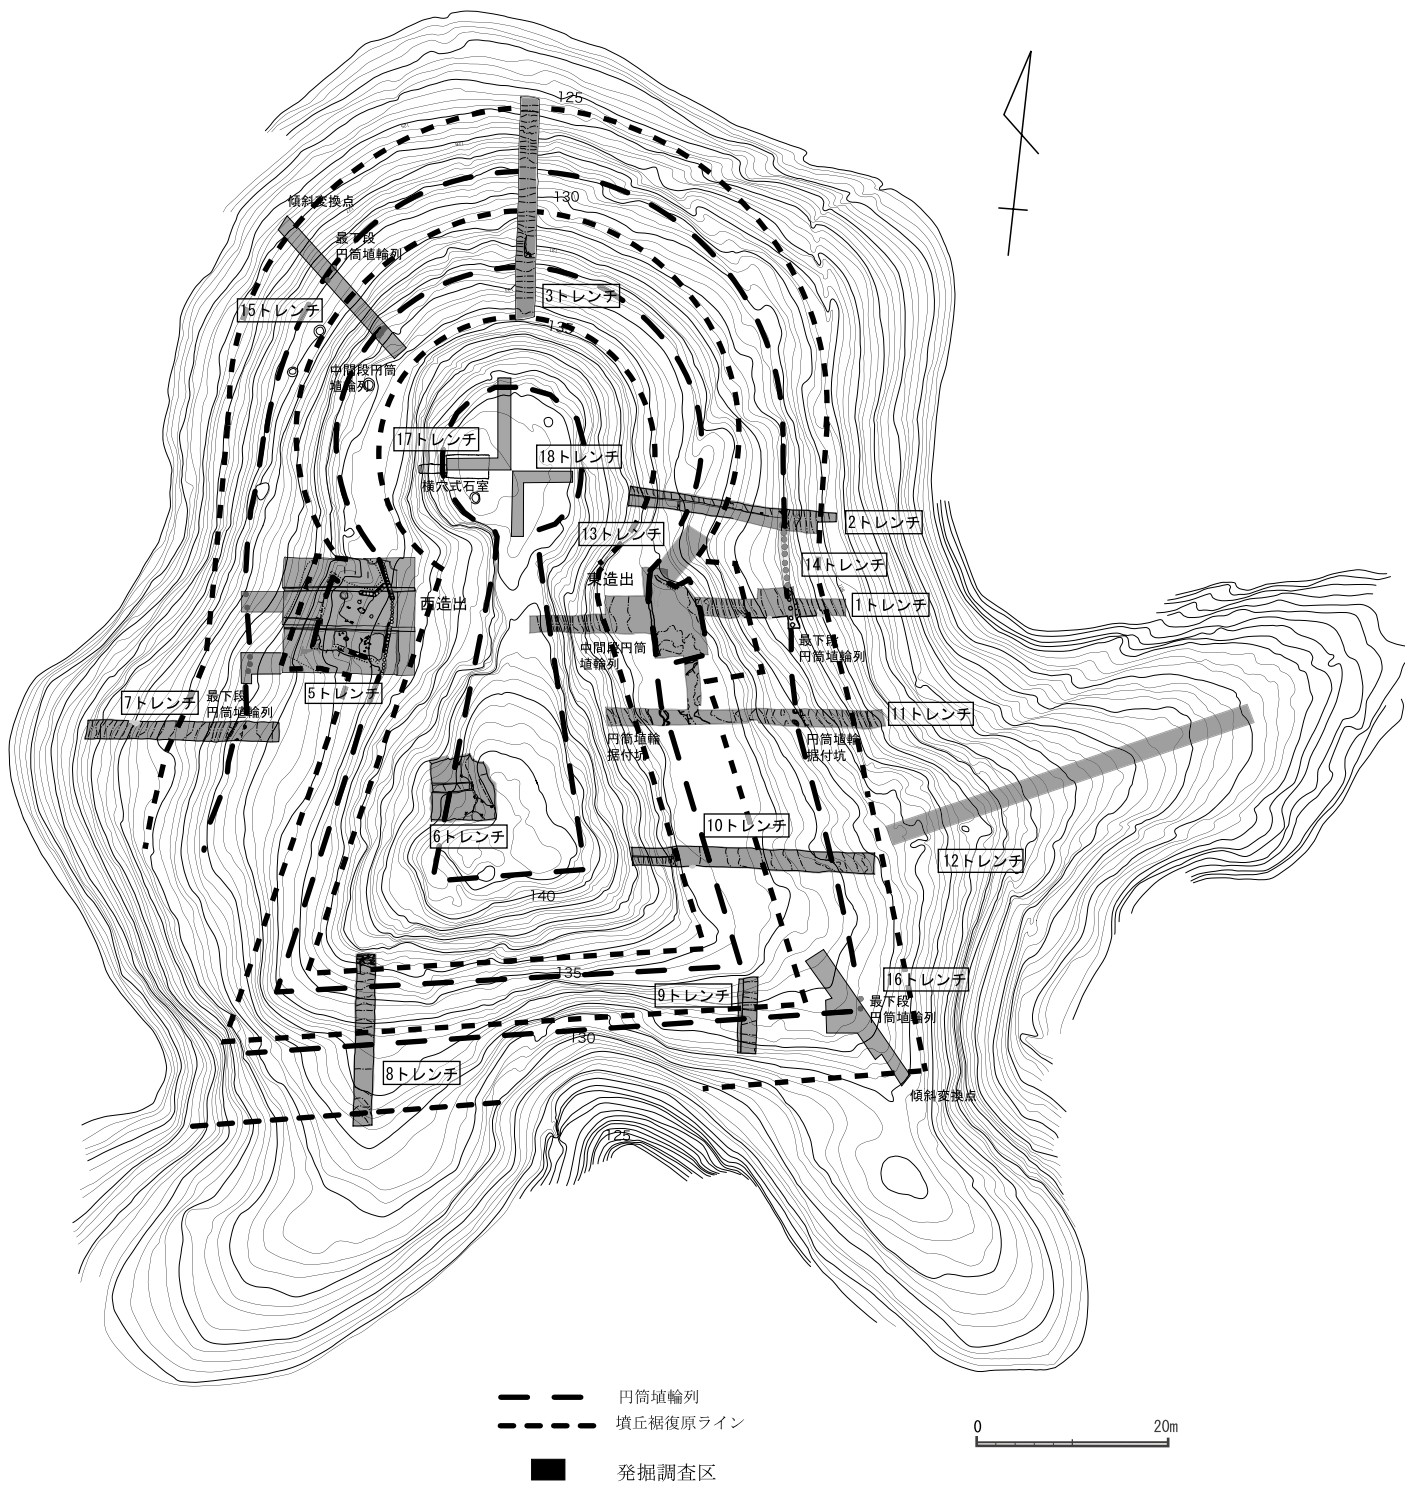 125
傾斜変換点
130
最下段
円筒埴輪列
15トレンチ
3トレンチ
135
中間段円筒
埴輪列
17トレンチ
18トレンチ
横穴式石室
2トレンチ
13トレンチ
14トレンチ
東造出
西造出
1トレンチ
中間段円筒
埴輪列
最下段
円筒埴輪列
7トレンチ
最下段
円筒埴輪列
5トレンチ
11トレンチ
円筒埴輪
据付坑
円筒埴輪
据付坑
6トレンチ
10トレンチ
12トレンチ
140
135
9トレンチ
16トレンチ
最下段
円筒埴輪列
130
8トレンチ
傾斜変換点
125
円筒埴輪列
墳丘裾復原ライン
発掘調査区
0 20m